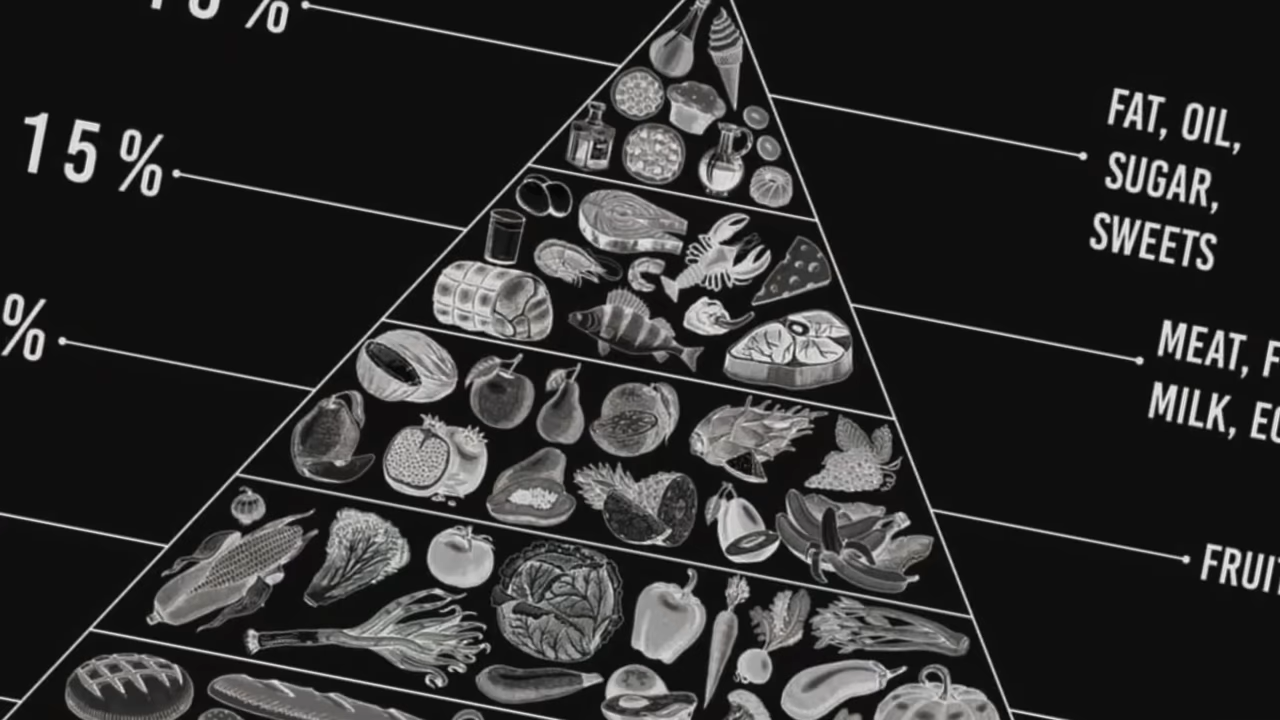 15%
%
FAT, OIL,
SUGAR,
SWEETS
MEAT,
MILK,